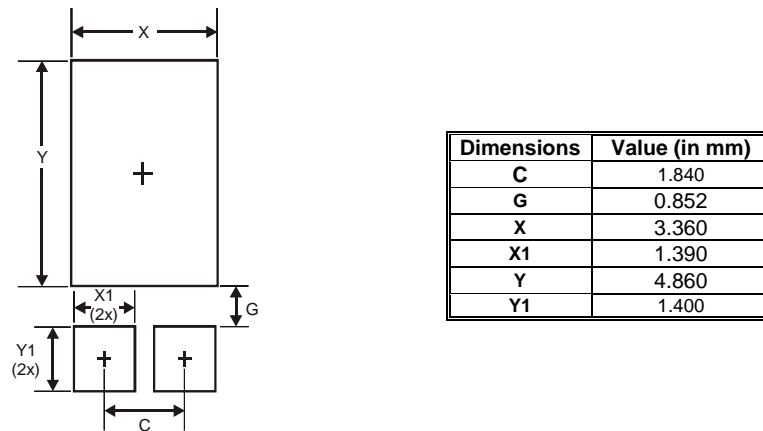 X
Y
X1
(2x)
G
Y1
(2x)
C
Dimensions Value (in mm)
C 1.840
G 0.852
X 3.360
X1 1.390
Y 4.860
Y1 1.400